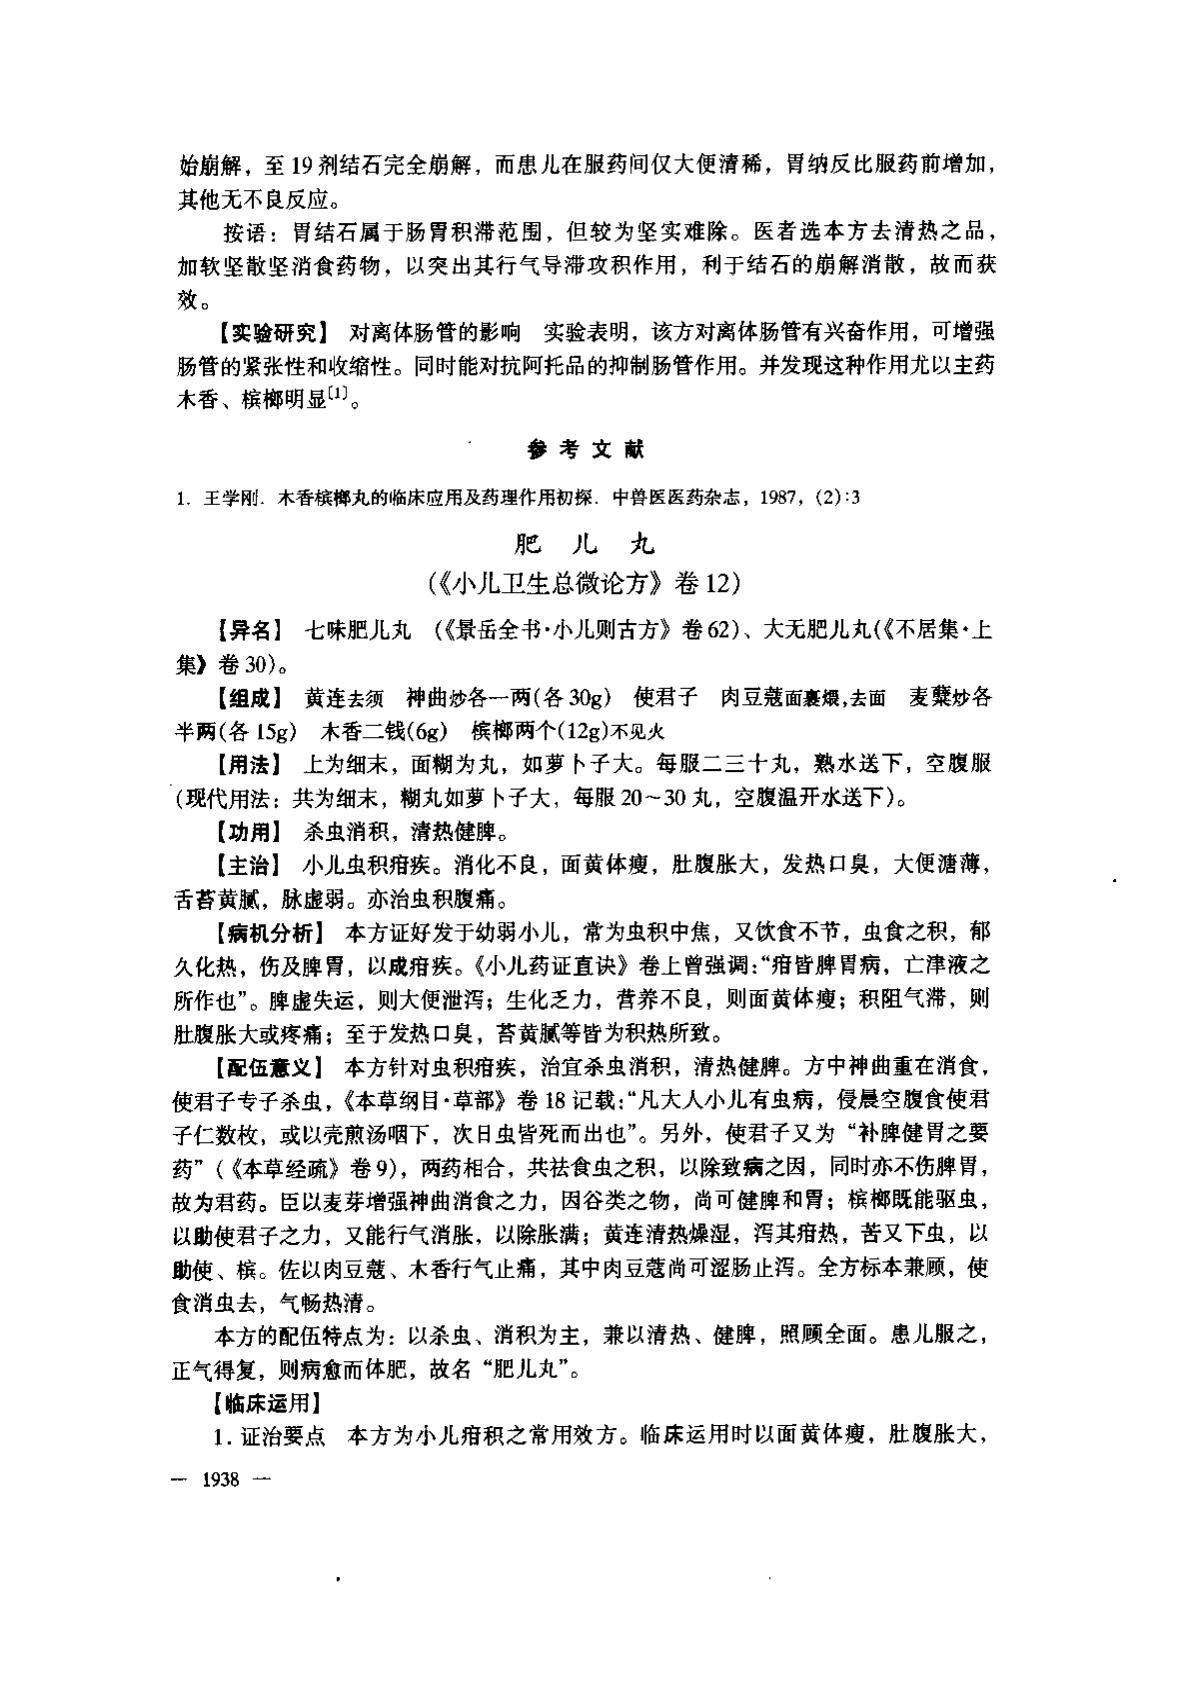 始崩解，至19剂结石完全崩解，而患儿在服药间仅大便清稀，胃纳反比服药前增加，
其他无不良反应。
按语：胃结石属于肠胃积滞范围，但较为坚实难除。医者选本方去清热之品，
加软坚散坚消食药物，以突出其行气导滞攻积作用，利于结石的崩解消散，故而获
效。
【实验研究】 对离体肠管的影响 实验表明，该方对离体肠管有兴奋作用，可增强
肠管的紧张性和收缩性。同时能对抗阿托品的抑制肠管作用。并发现这种作用尤以主药
木香、槟榔明显〔1〕。
参考文献
1. 王学刚. 木香槟榔丸的临床应用及药理作用初探. 中兽医医药杂志，1987，(2):3
肥 儿 丸
(《小儿卫生总微论方》卷12)
【异名】 七味肥儿丸 (《景岳全书·小儿则古方》卷62)、大无肥儿丸(《不居集·上
集》卷30)。
【组成】 黄连去须 神曲炒各一两(各30g) 使君子 肉豆蔻面裹煨,去面 麦蘖炒各
半两(各15g) 木香二钱(6g) 槟榔两个(12g)不见火
【用法】 上为细末，面糊为丸，如萝卜子大。每服二三十丸，熟水送下，空腹服
(现代用法：共为细末，糊丸如萝卜子大，每服20～30丸，空腹温开水送下)。
【功用】 杀虫消积，清热健脾。
【主治】 小儿虫积疳疾。消化不良，面黄体瘦，肚腹胀大，发热口臭，大便溏薄，
舌苔黄腻，脉虚弱。亦治虫积腹痛。
【病机分析】 本方证好发于幼弱小儿，常为虫积中焦，又饮食不节，虫食之积，郁
久化热，伤及脾胃，以成疳疾。《小儿药证直诀》卷上曾强调:“疳皆脾胃病，亡津液之
所作也”。脾虚失运，则大便泄泻；生化乏力，营养不良，则面黄体瘦；积阻气滞，则
肚腹胀大或疼痛；至于发热口臭，苔黄腻等皆为积热所致。
【配伍意义】 本方针对虫积疳疾，治宜杀虫消积，清热健脾。方中神曲重在消食，
使君子专子杀虫，《本草纲目·草部》卷18记载:“凡大人小儿有虫病，侵晨空腹食使君
子仁数枚，或以壳煎汤咽下，次日虫皆死而出也”。另外，使君子又为“补脾健胃之要
药”(《本草经疏》卷9)，两药相合，共祛食虫之积，以除致病之因，同时亦不伤脾胃，
故为君药。臣以麦芽增强神曲消食之力，因谷类之物，尚可健脾和胃；槟榔既能驱虫，
以助使君子之力，又能行气消胀，以除胀满；黄连清热燥湿，泻其疳热，苦又下虫，以
助使、槟。佐以肉豆蔻、木香行气止痛，其中肉豆蔻尚可涩肠止泻。全方标本兼顾，使
食消虫去，气畅热清。
本方的配伍特点为：以杀虫、消积为主，兼以清热、健脾，照顾全面。患儿服之，
正气得复，则病愈而体肥，故名“肥儿丸”。
【临床运用】
1. 证治要点 本方为小儿疳积之常用效方。临床运用时以面黄体瘦，肚腹胀大，
— 1938 —